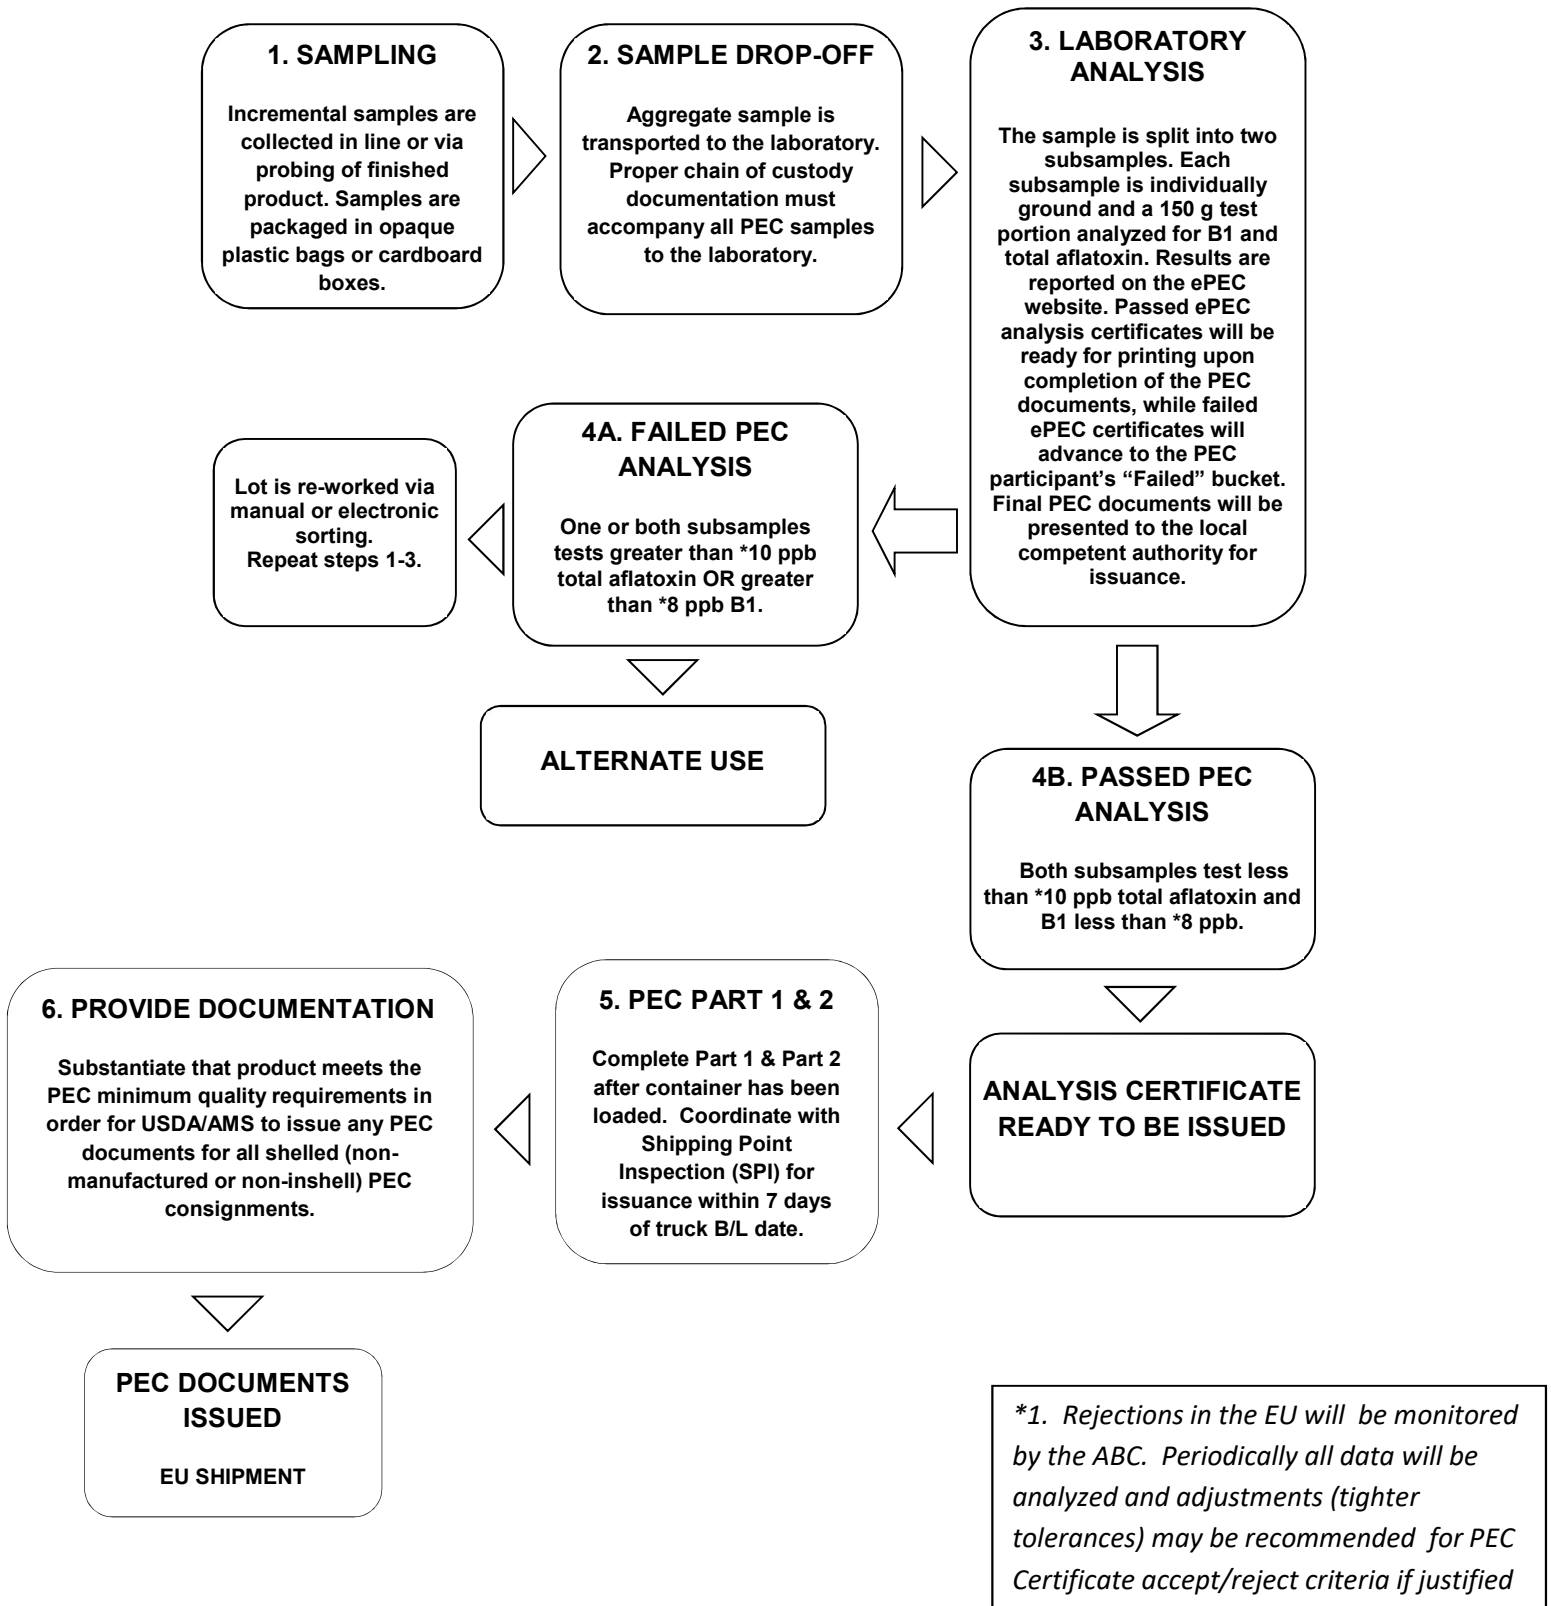 1. SAMPLING
Incremental samples are
collected in line or via
probing of finished
product. Samples are
packaged in opaque
plastic bags or cardboard
boxes.
2. SAMPLE DROP-OFF
Aggregate sample is
transported to the laboratory.
Proper chain of custody
documentation must
accompany all PEC samples
to the laboratory.
3. LABORATORY
ANALYSIS
The sample is split into two
subsamples. Each
subsample is individually
ground and a 150 g test
portion analyzed for B1 and
total aflatoxin. Results are
reported on the ePEC
website. Passed ePEC
analysis certificates will be
ready for printing upon
completion of the PEC
documents, while failed
ePEC certificates will
advance to the PEC
participant’s “Failed” bucket.
Final PEC documents will be
presented to the local
competent authority for
issuance.
4A. FAILED PEC
ANALYSIS
One or both subsamples
tests greater than *10 ppb
total aflatoxin OR greater
than *8 ppb B1.
Lot is re-worked via
manual or electronic
sorting.
Repeat steps 1-3.
ALTERNATE USE
4B. PASSED PEC
ANALYSIS
Both subsamples test less
than *10 ppb total aflatoxin and
B1 less than *8 ppb.
ANALYSIS CERTIFICATE
READY TO BE ISSUED
5. PEC PART 1 & 2
Complete Part 1 & Part 2
after container has been
loaded. Coordinate with
Shipping Point
Inspection (SPI) for
issuance within 7 days
of truck B/L date.
6. PROVIDE DOCUMENTATION
Substantiate that product meets the
PEC minimum quality requirements in
order for USDA/AMS to issue any PEC
documents for all shelled (non-
manufactured or non-inshell) PEC
consignments.
PEC DOCUMENTS
ISSUED
EU SHIPMENT
*1. Rejections in the EU will be monitored
by the ABC. Periodically all data will be
analyzed and adjustments (tighter
tolerances) may be recommended for PEC
Certificate accept/reject criteria if justified